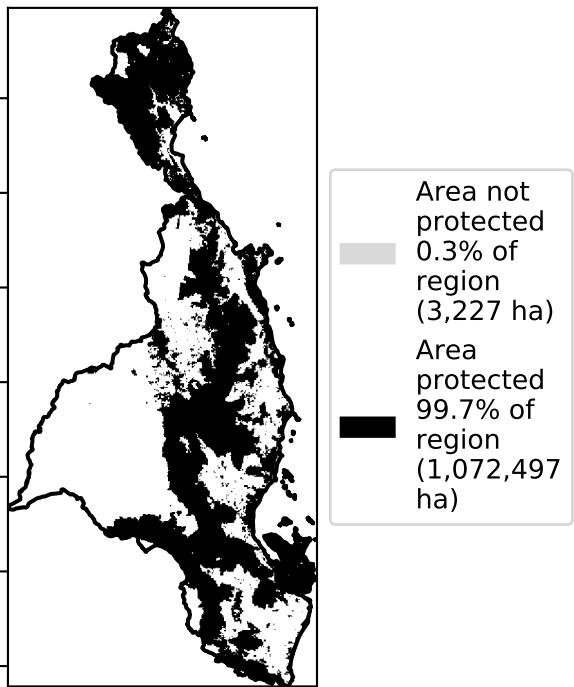 Area not
protected
0.3% of
region
(3,227 ha)
Area
protected
99.7% of
region
(1,072,497
ha)